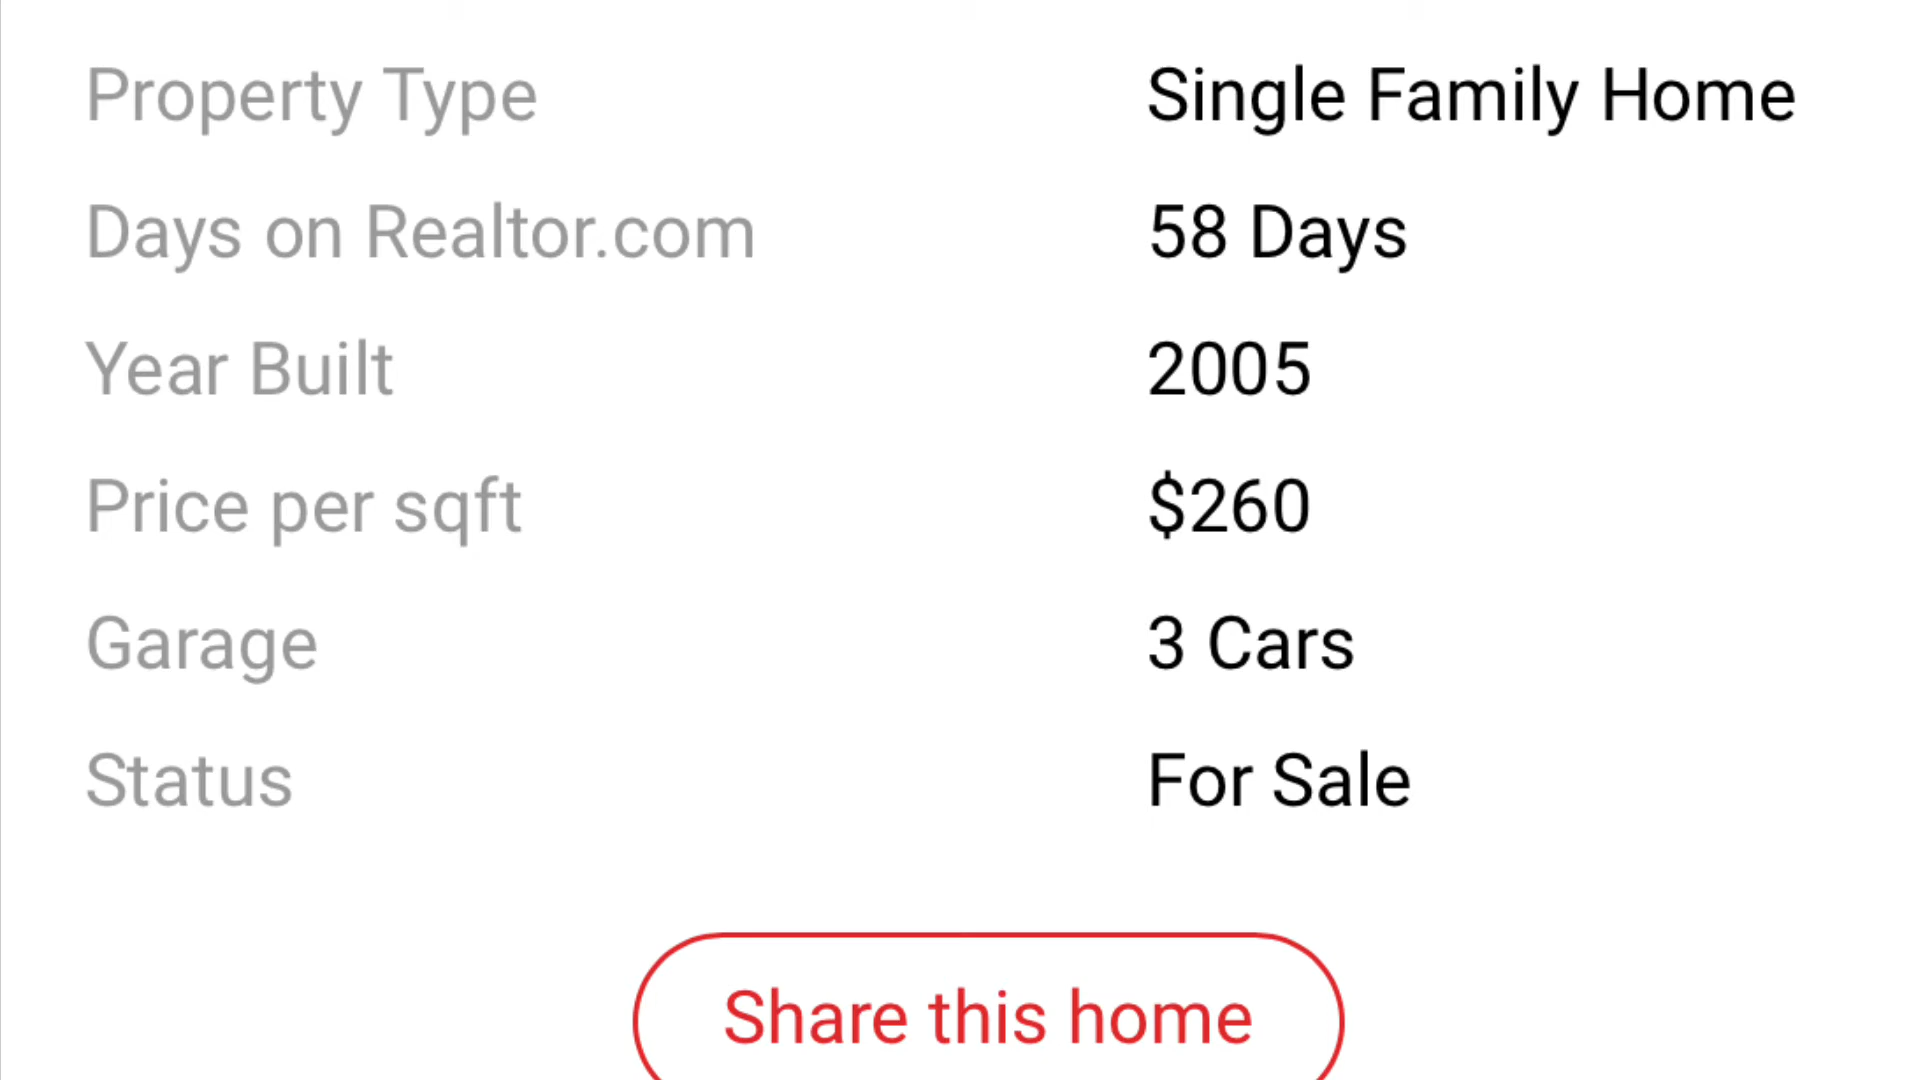 Property Type Single Family Home
Days on Realtor.com 58 Days
Year Built 2005
Price per sqft $260
Garage 3 Cars
Status For Sale
Share this home